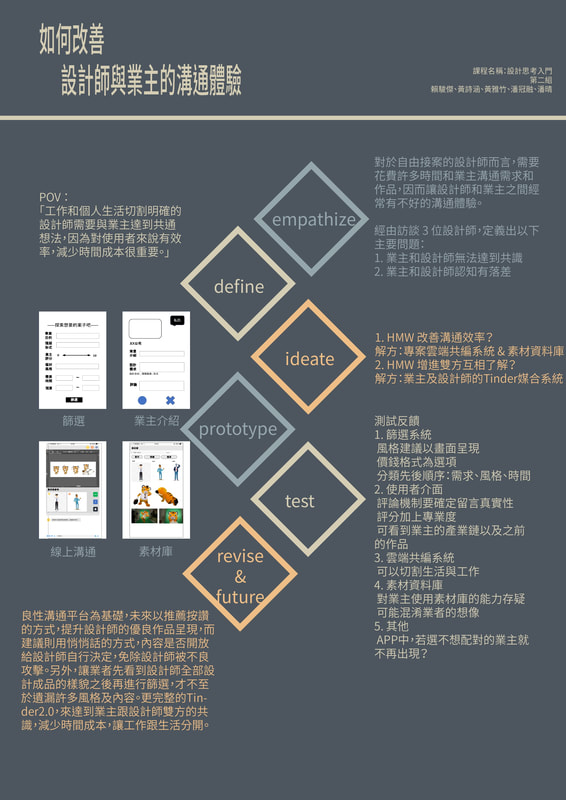 如何改善
設計師與業主的溝通體驗
課程名稱：設計思考入門
第二組
賴駿傑、黃詩涵、黃雅竹、潘冠融、潘晴
empathize
對於自由接案的設計師而言，需要
花費許多時間和業主溝通需求和
作品，因而讓設計師和業主之間經
常有不好的溝通體驗。
經由訪談 3 位設計師，定義出以下
主要問題：
1. 業主和設計師無法達到共識
2. 業主和設計師認知有落差
POV：
「工作和個人生活切割明確的
設計師需要與業主達到共通
想法，因為對使用者來說有效
率，減少時間成本很重要。」
define
ideate
1. HMW 改善溝通效率？
解方：專案雲端共編系統 & 素材資料庫
2. HMW 增進雙方互相了解？
解方：業主及設計師的Tinder媒合系統
篩選
業主介紹
線上溝通
素材庫
prototype
test
測試反饋
1. 篩選系統
風格建議以畫面呈現
價錢格式為選項
分類先後順序：需求、風格、時間
2. 使用者介面
評論機制要確定留言真實性
評分加上專業度
可看到業主的產業鏈以及之前
的作品
3. 雲端共編系統
可以切割生活與工作
4. 素材資料庫
對業主使用素材庫的能力存疑
可能混淆業者的想像
5. 其他
APP中，若選不想配對的業主就
不再出現？
revise
&
future
良性溝通平台為基礎，未來以推薦按讚
的方式，提升設計師的優良作品呈現，而
建議則用悄悄話的方式，內容是否開放
給設計師自行決定，免除設計師被不良
攻擊。另外，讓業者先看到設計師全部設
計成品的樣貌之後再進行篩選，才不至
於遺漏許多風格及內容。更完整的Tin-
der2.0，來達到業主跟設計師雙方的共
識，減少時間成本，讓工作跟生活分開。